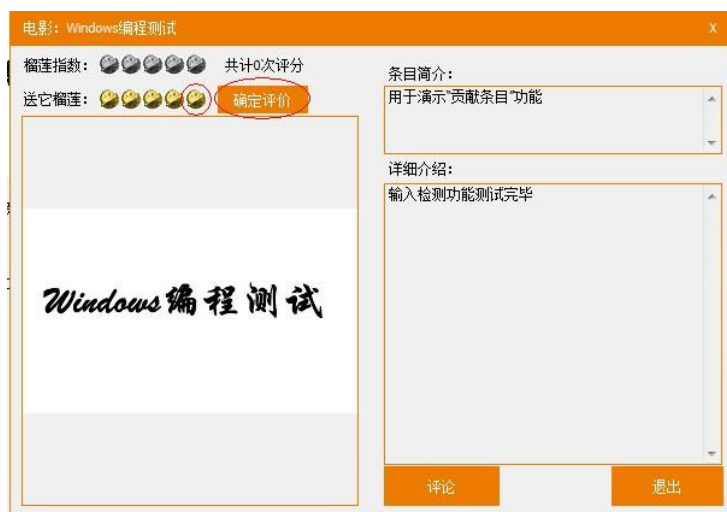 电影：Windows编程测试
X
榴莲指数：
共计0次评分
送它榴莲：
确定评价
Windows编程测试
条目简介：
用于演示"贡献条目"功能
详细介绍：
输入检测功能测试完毕
评论
退出